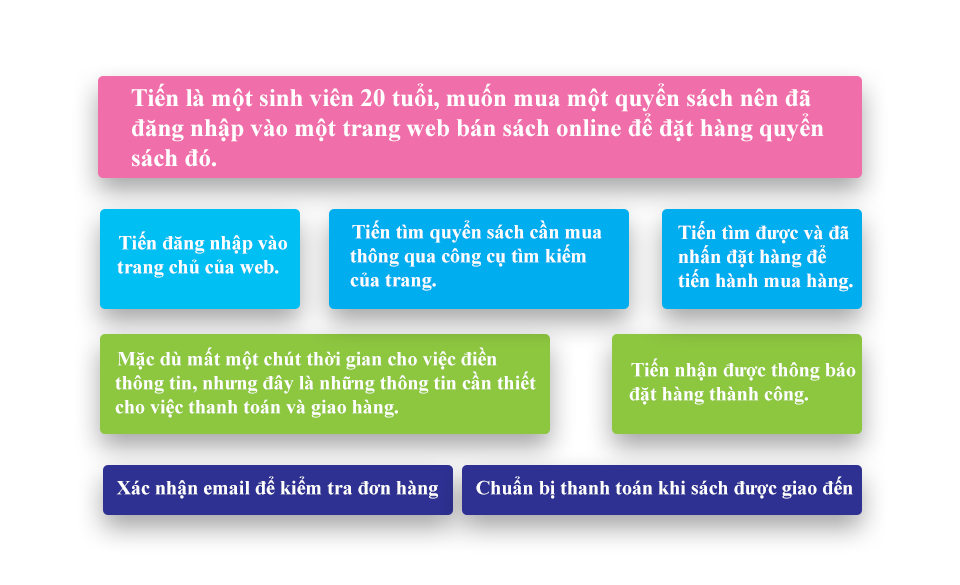 Tiến là một sinh viên 20 tuổi, muốn mua một quyển sách nên đã
đăng nhập vào một trang web bán sách online để đặt hàng quyển
sách đó.
Tiến đăng nhập vào
trang chủ của web.
Tiến tìm quyển sách cần mua
thông qua công cụ tìm kiếm
của trang.
Tiến tìm được và đã
nhấn đặt hàng để
tiến hành mua hàng.
Mặc dù mất một chút thời gian cho việc điền
thông tin, nhưng đây là những thông tin cần thiết
cho việc thanh toán và giao hàng.
Tiến nhận được thông báo
đặt hàng thành công.
Xác nhận email để kiểm tra đơn hàng
Chuẩn bị thanh toán khi sách được giao đến